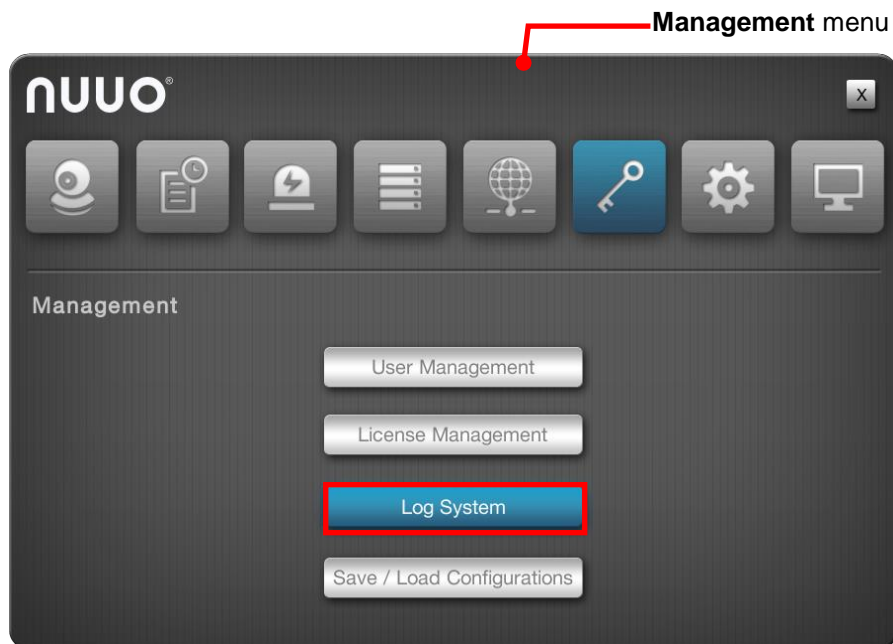 Management menu
nuuo®
X
Management
User Management
License Management
Log System
Save / Load Configurations